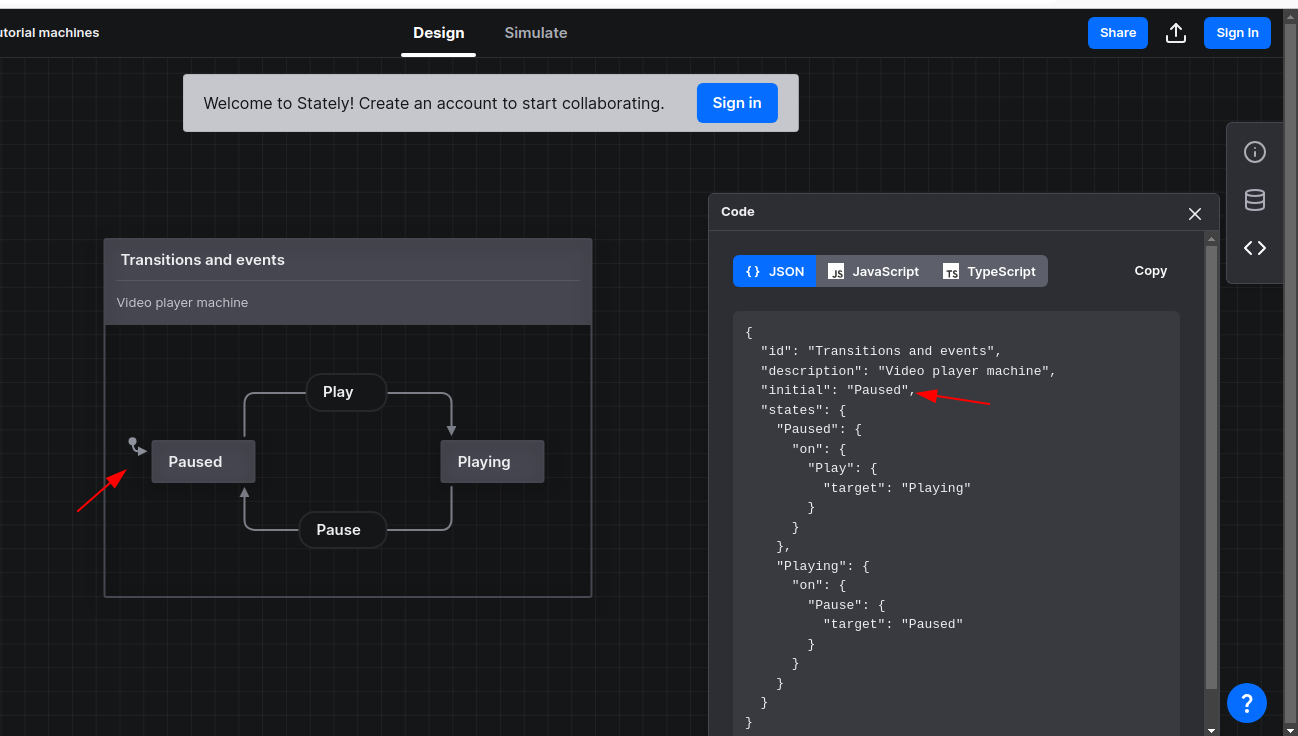 utorial machines
Design
Simulate
Share
Sign In
Welcome to Stately! Create an account to start collaborating.
Sign in
Transitions and events
Video player machine
Play
Paused
Playing
Pause
Code
{} JSON
JS JavaScript
TS TypeScript
Copy
{
  "id": "Transitions and events",
  "description": "Video player machine",
  "initial": "Paused",
  "states": {
    "Paused": {
      "on": {
        "Play": {
          "target": "Playing"
        }
      }
    },
    "Playing": {
      "on": {
        "Pause": {
          "target": "Paused"
        }
      }
    }
  }
}
?